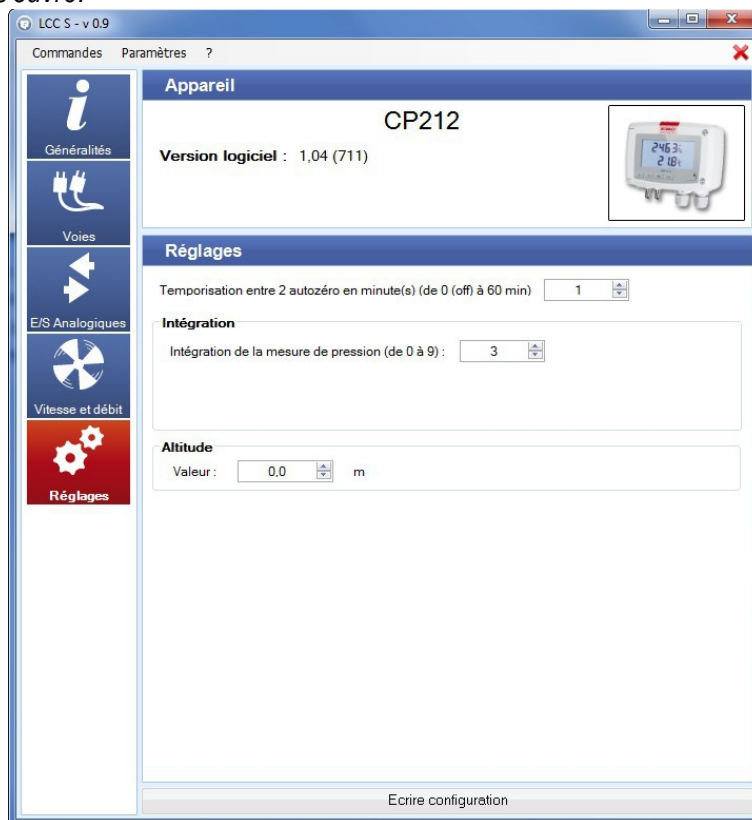 LCC S - v 0.9
Commandes Paramètres ?
Généralités
Voies
E/S Analogiques
Vitesse et débit
Réglages
Appareil
CP212
Version logiciel : 1,04 (711)
Réglages
Temporisation entre 2 autozéro en minute(s) (de 0 (off) à 60 min) 1
Intégration
Intégration de la mesure de pression (de 0 à 9) : 3
Altitude
Valeur : 0,0 m
Ecrire configuration